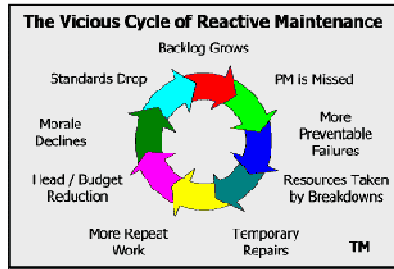 The Vicious Cycle of Reactive Maintenance
Backlog Grows
PM is Missed
More
Preventable
Failures
Resources Taken
by Breakdowns
Temporary
Repairs
More Repeat
Work
Head / Budget
Reduction
Morale
Declines
Standards Drop
TM